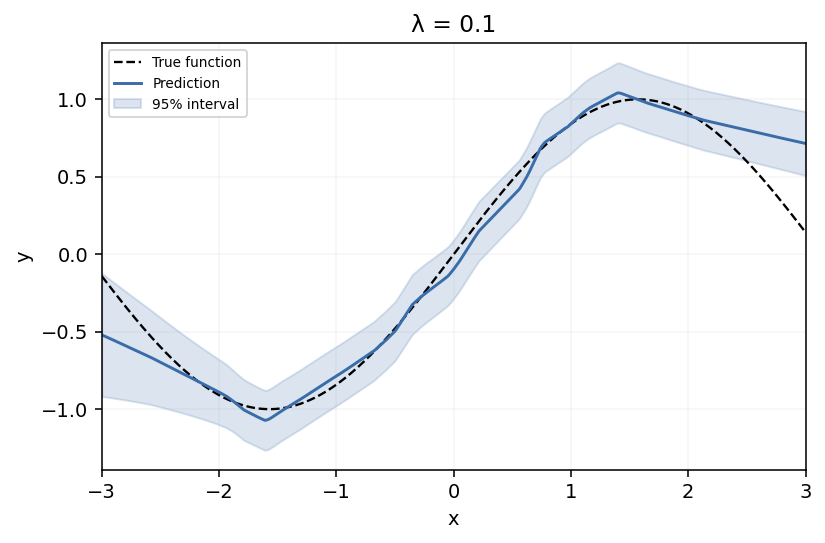 λ = 0.1
True function
Prediction
95% interval
1.0
0.5
0.0
−0.5
−1.0
y
−3 −2 −1 0 1 2 3
x